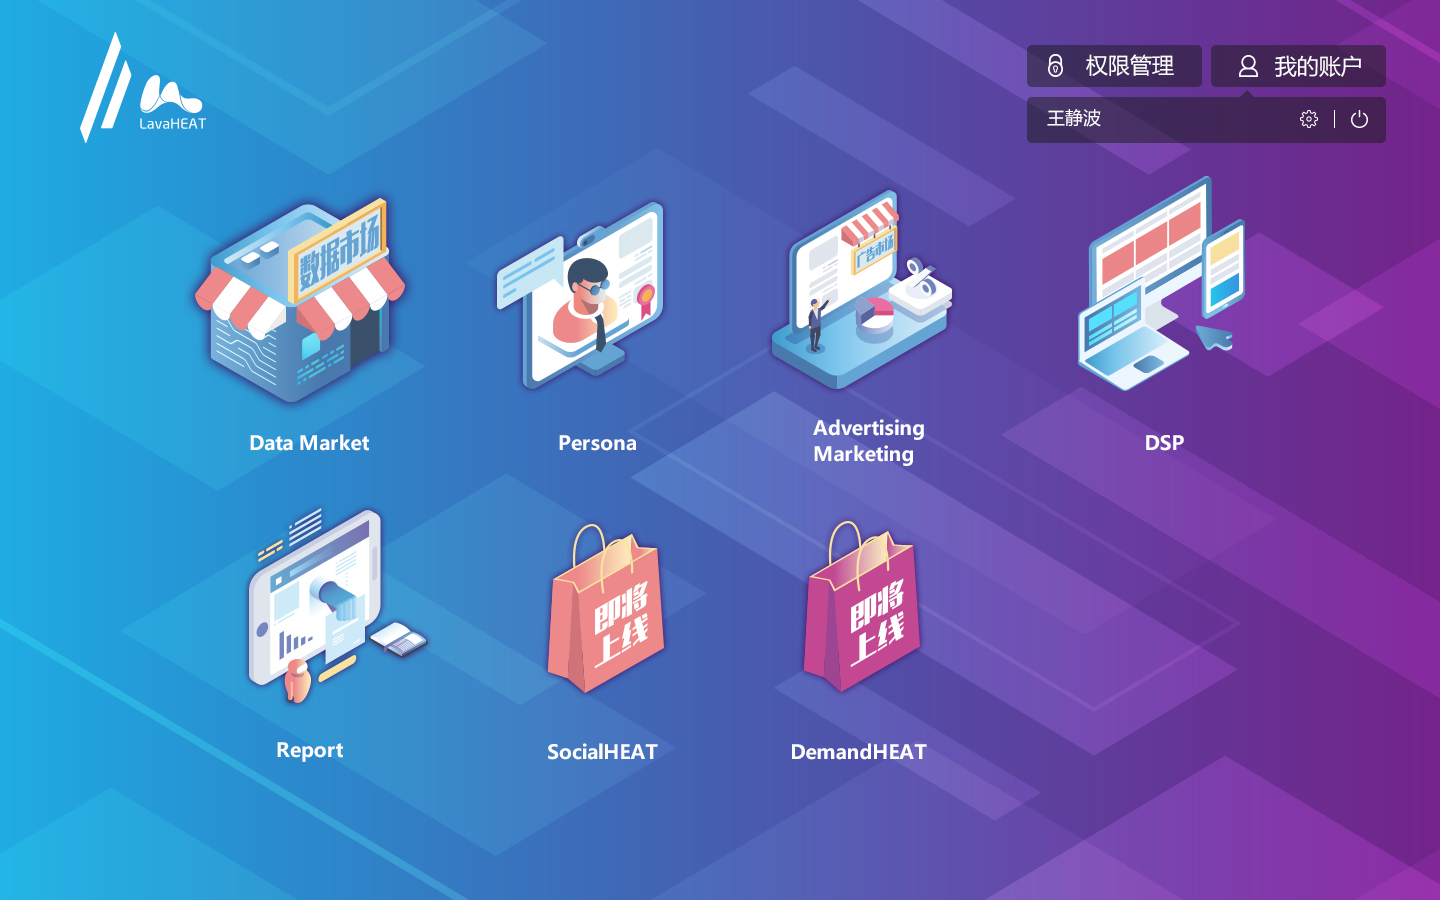 LavaHEAT
权限管理
我的账户
王静波
数据市场
广告市场
Data Market
Persona
Advertising
Marketing
DSP
即将
上线
即将
上线
Report
SocialHEAT
DemandHEAT